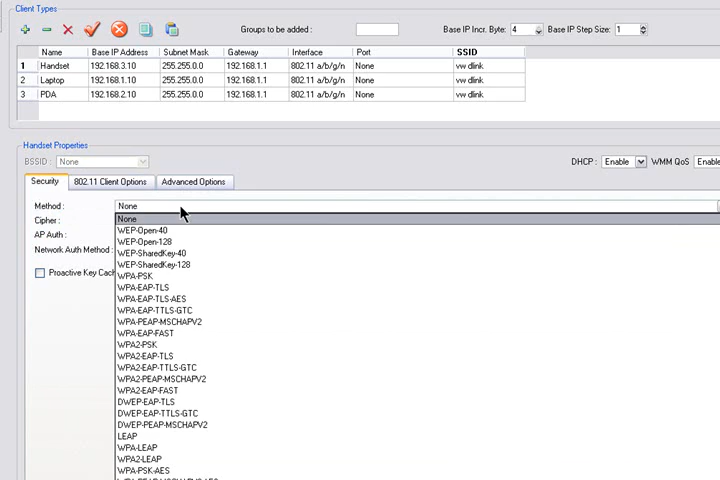 Client Types
Groups to be added :
Base IP Incr. Byte: 4
Base IP Step Size: 1
Name Base IP Address Subnet Mask Gateway Interface Port SSID
1 Handset 192.168.3.10 255.255.0.0 192.168.1.1 802.11 a/b/g/n None vw dlink
2 Laptop 192.168.1.10 255.255.0.0 192.168.1.1 802.11 a/b/g/n None vw dlink
3 PDA 192.168.2.10 255.255.0.0 192.168.1.1 802.11 a/b/g/n None vw dlink
Handset Properties
BSSID : None
DHCP : Enable WMM QoS Enable
Security 802.11 Client Options Advanced Options
Method : None
Cipher :
AP Auth :
Network Auth Method :
Proactive Key Cach
None
WEP-Open-40
WEP-Open-128
WEP-SharedKey-40
WEP-SharedKey-128
WPA-PSK
WPA-EAP-TLS
WPA-EAP-TLS-AES
WPA-EAP-TTLS-GTC
WPA-PEAP-MSCHAPV2
WPA-EAP-FAST
WPA2-PSK
WPA2-EAP-TLS
WPA2-EAP-TTLS-GTC
WPA2-PEAP-MSCHAPV2
WPA2-EAP-FAST
DWEP-EAP-TLS
DWEP-EAP-TTLS-GTC
DWEP-PEAP-MSCHAPV2
LEAP
WPA-LEAP
WPA2-LEAP
WPA-PSK-AES